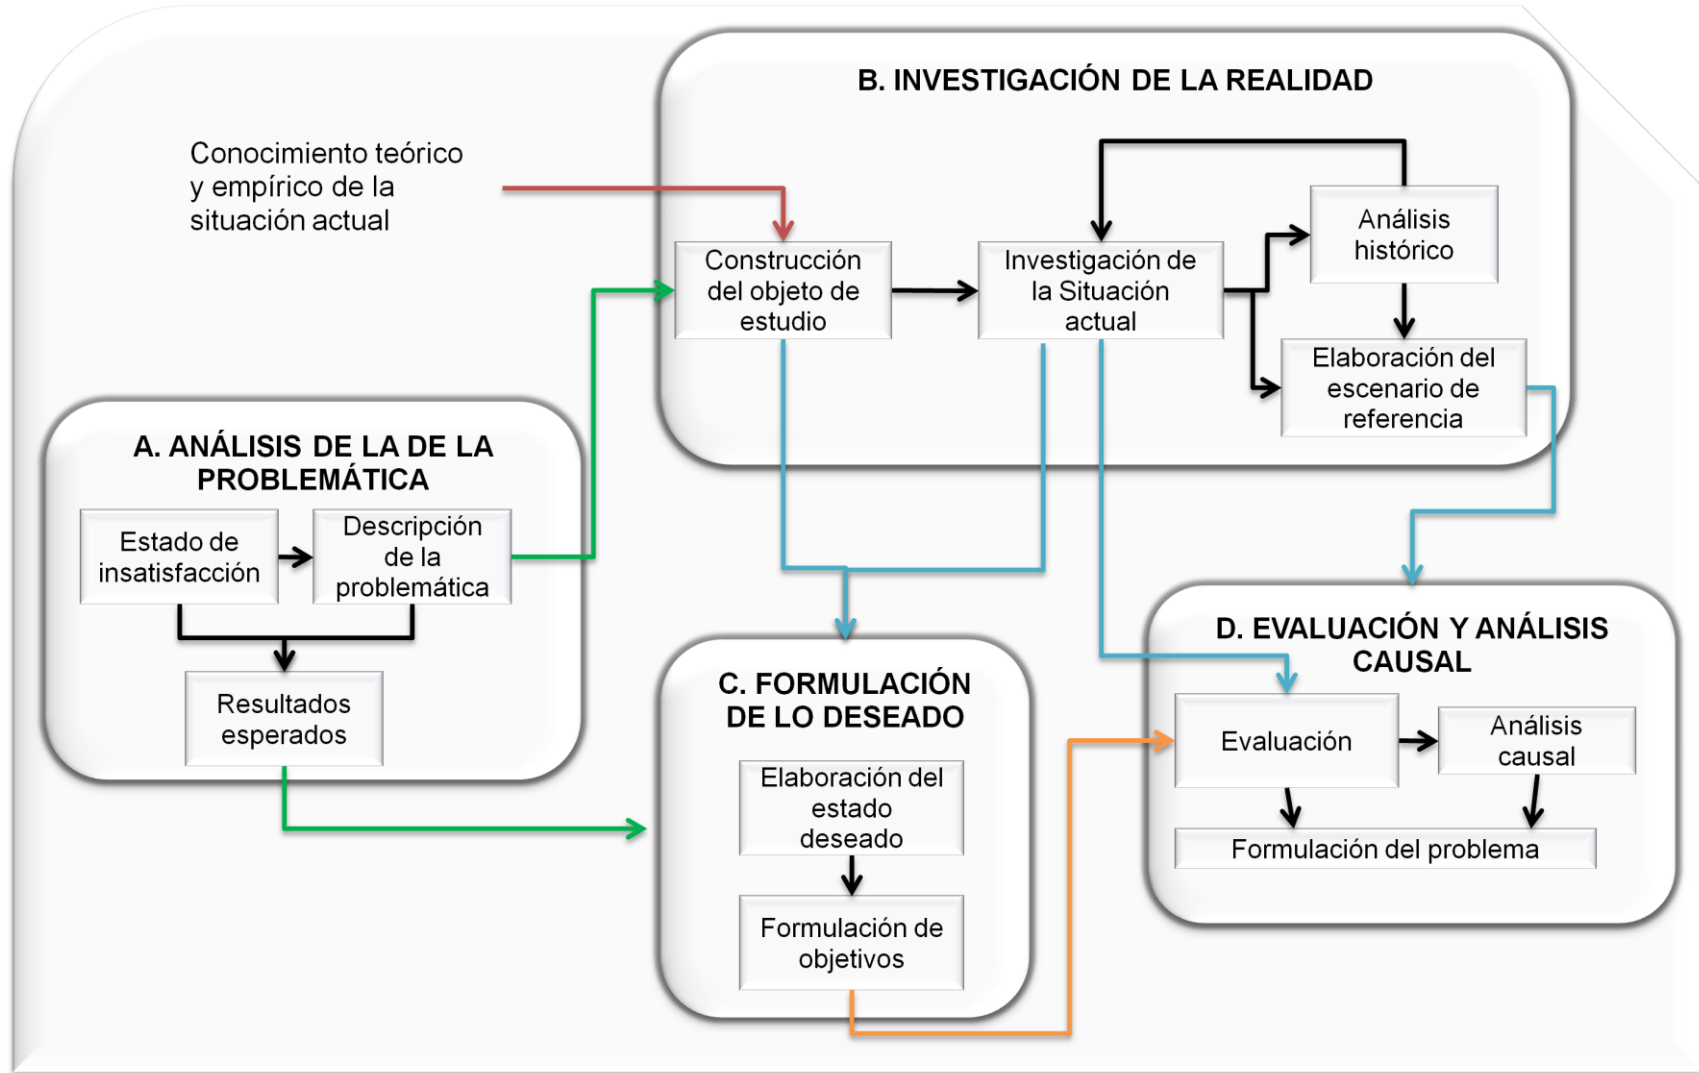 B. INVESTIGACIÓN DE LA REALIDAD
Conocimiento teórico
y empírico de la
situación actual
Construcción
del objeto de
estudio
Investigación de
la Situación
actual
Análisis
histórico
Elaboración del
escenario de
referencia
A. ANÁLISIS DE LA DE LA
PROBLEMÁTICA
Estado de
insatisfacción
Descripción
de la
problemática
Resultados
esperados
C. FORMULACIÓN
DE LO DESEADO
Elaboración del
estado
deseado
Formulación de
objetivos
D. EVALUACIÓN Y ANÁLISIS
CAUSAL
Evaluación
Análisis
causal
Formulación del problema